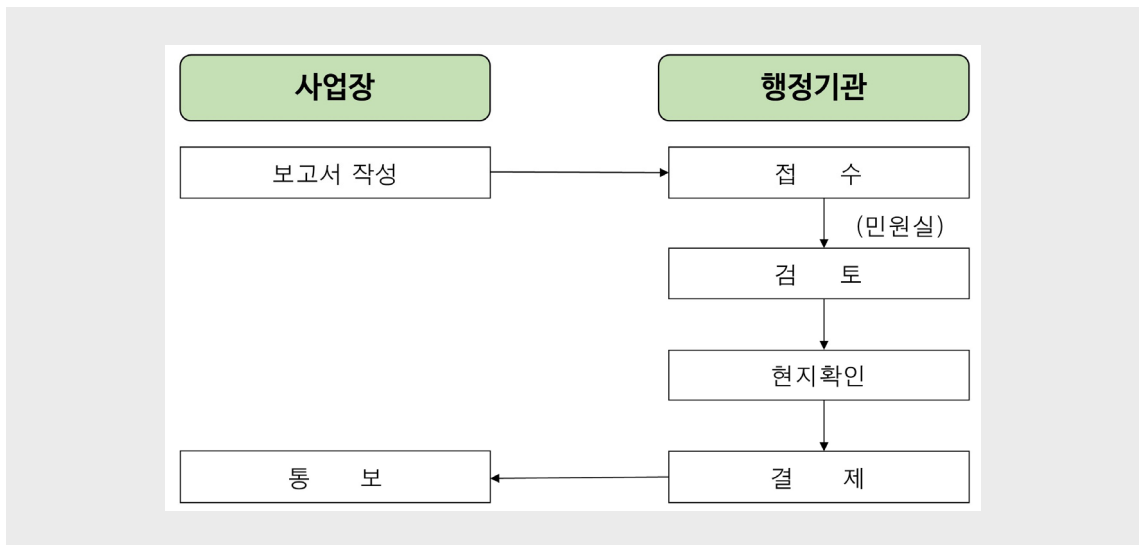 사업장
행정기관
보고서 작성
접 수
(민원실)
검 토
현지확인
통 보
결 제